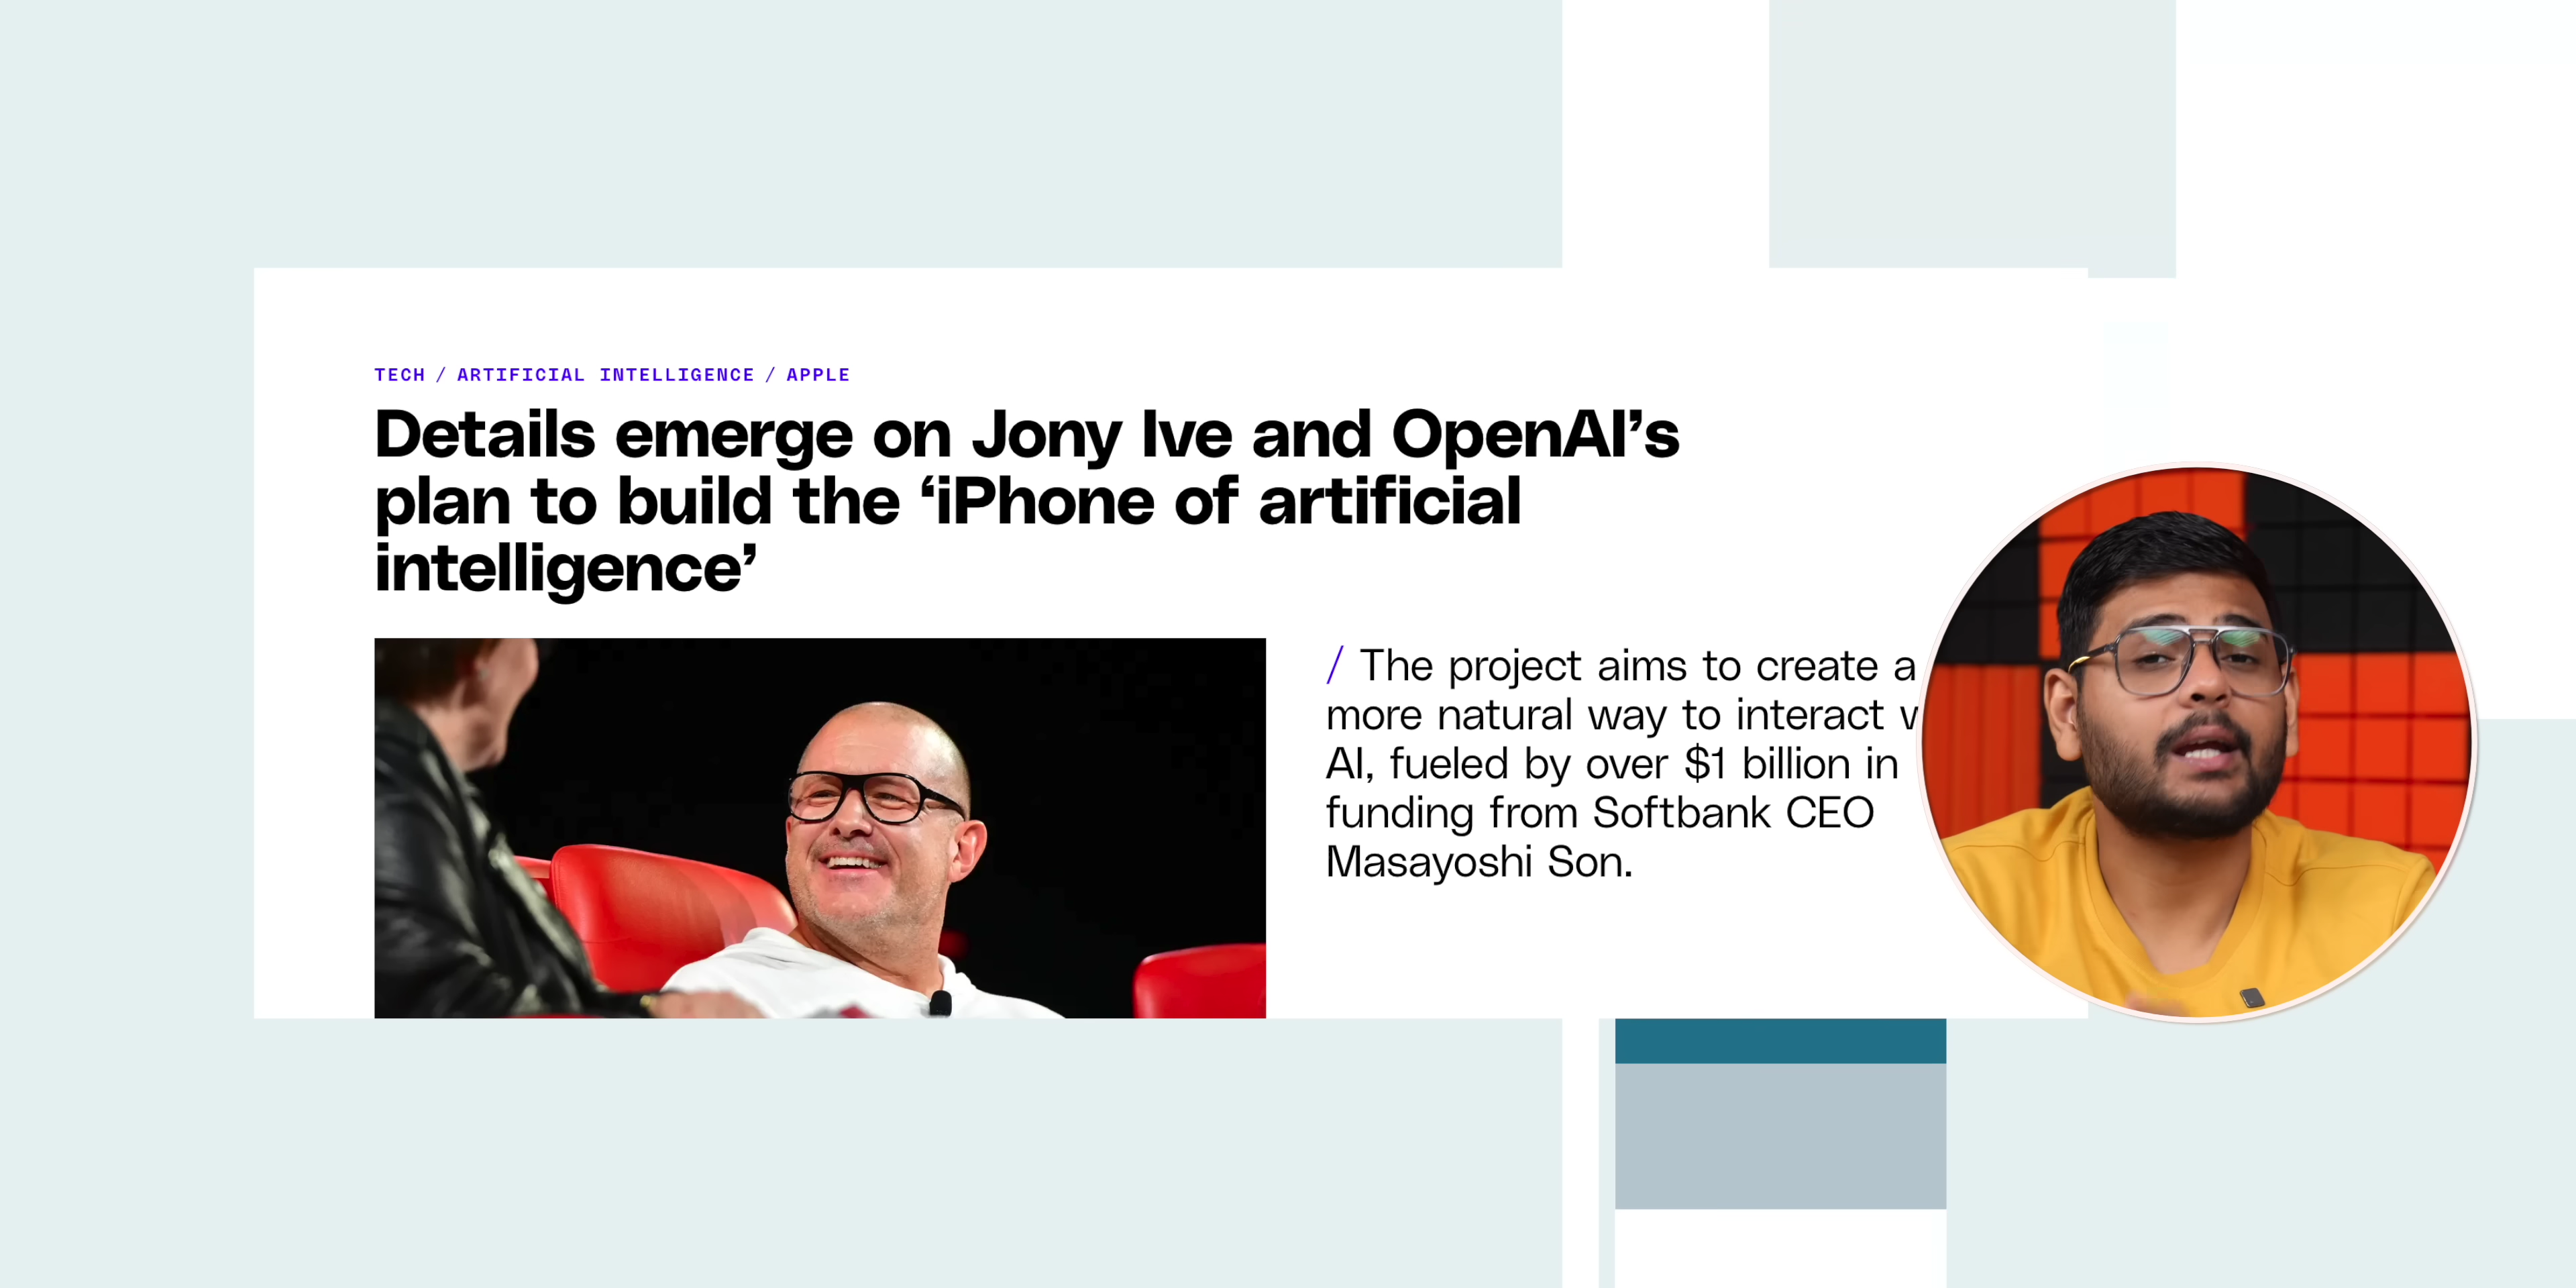 TECH / ARTIFICIAL INTELLIGENCE / APPLE
Details emerge on Jony Ive and OpenAI’s
plan to build the ‘iPhone of artificial
intelligence’
/ The project aims to create a
more natural way to interact
AI, fueled by over $1 billion in
funding from Softbank CEO
Masayoshi Son.